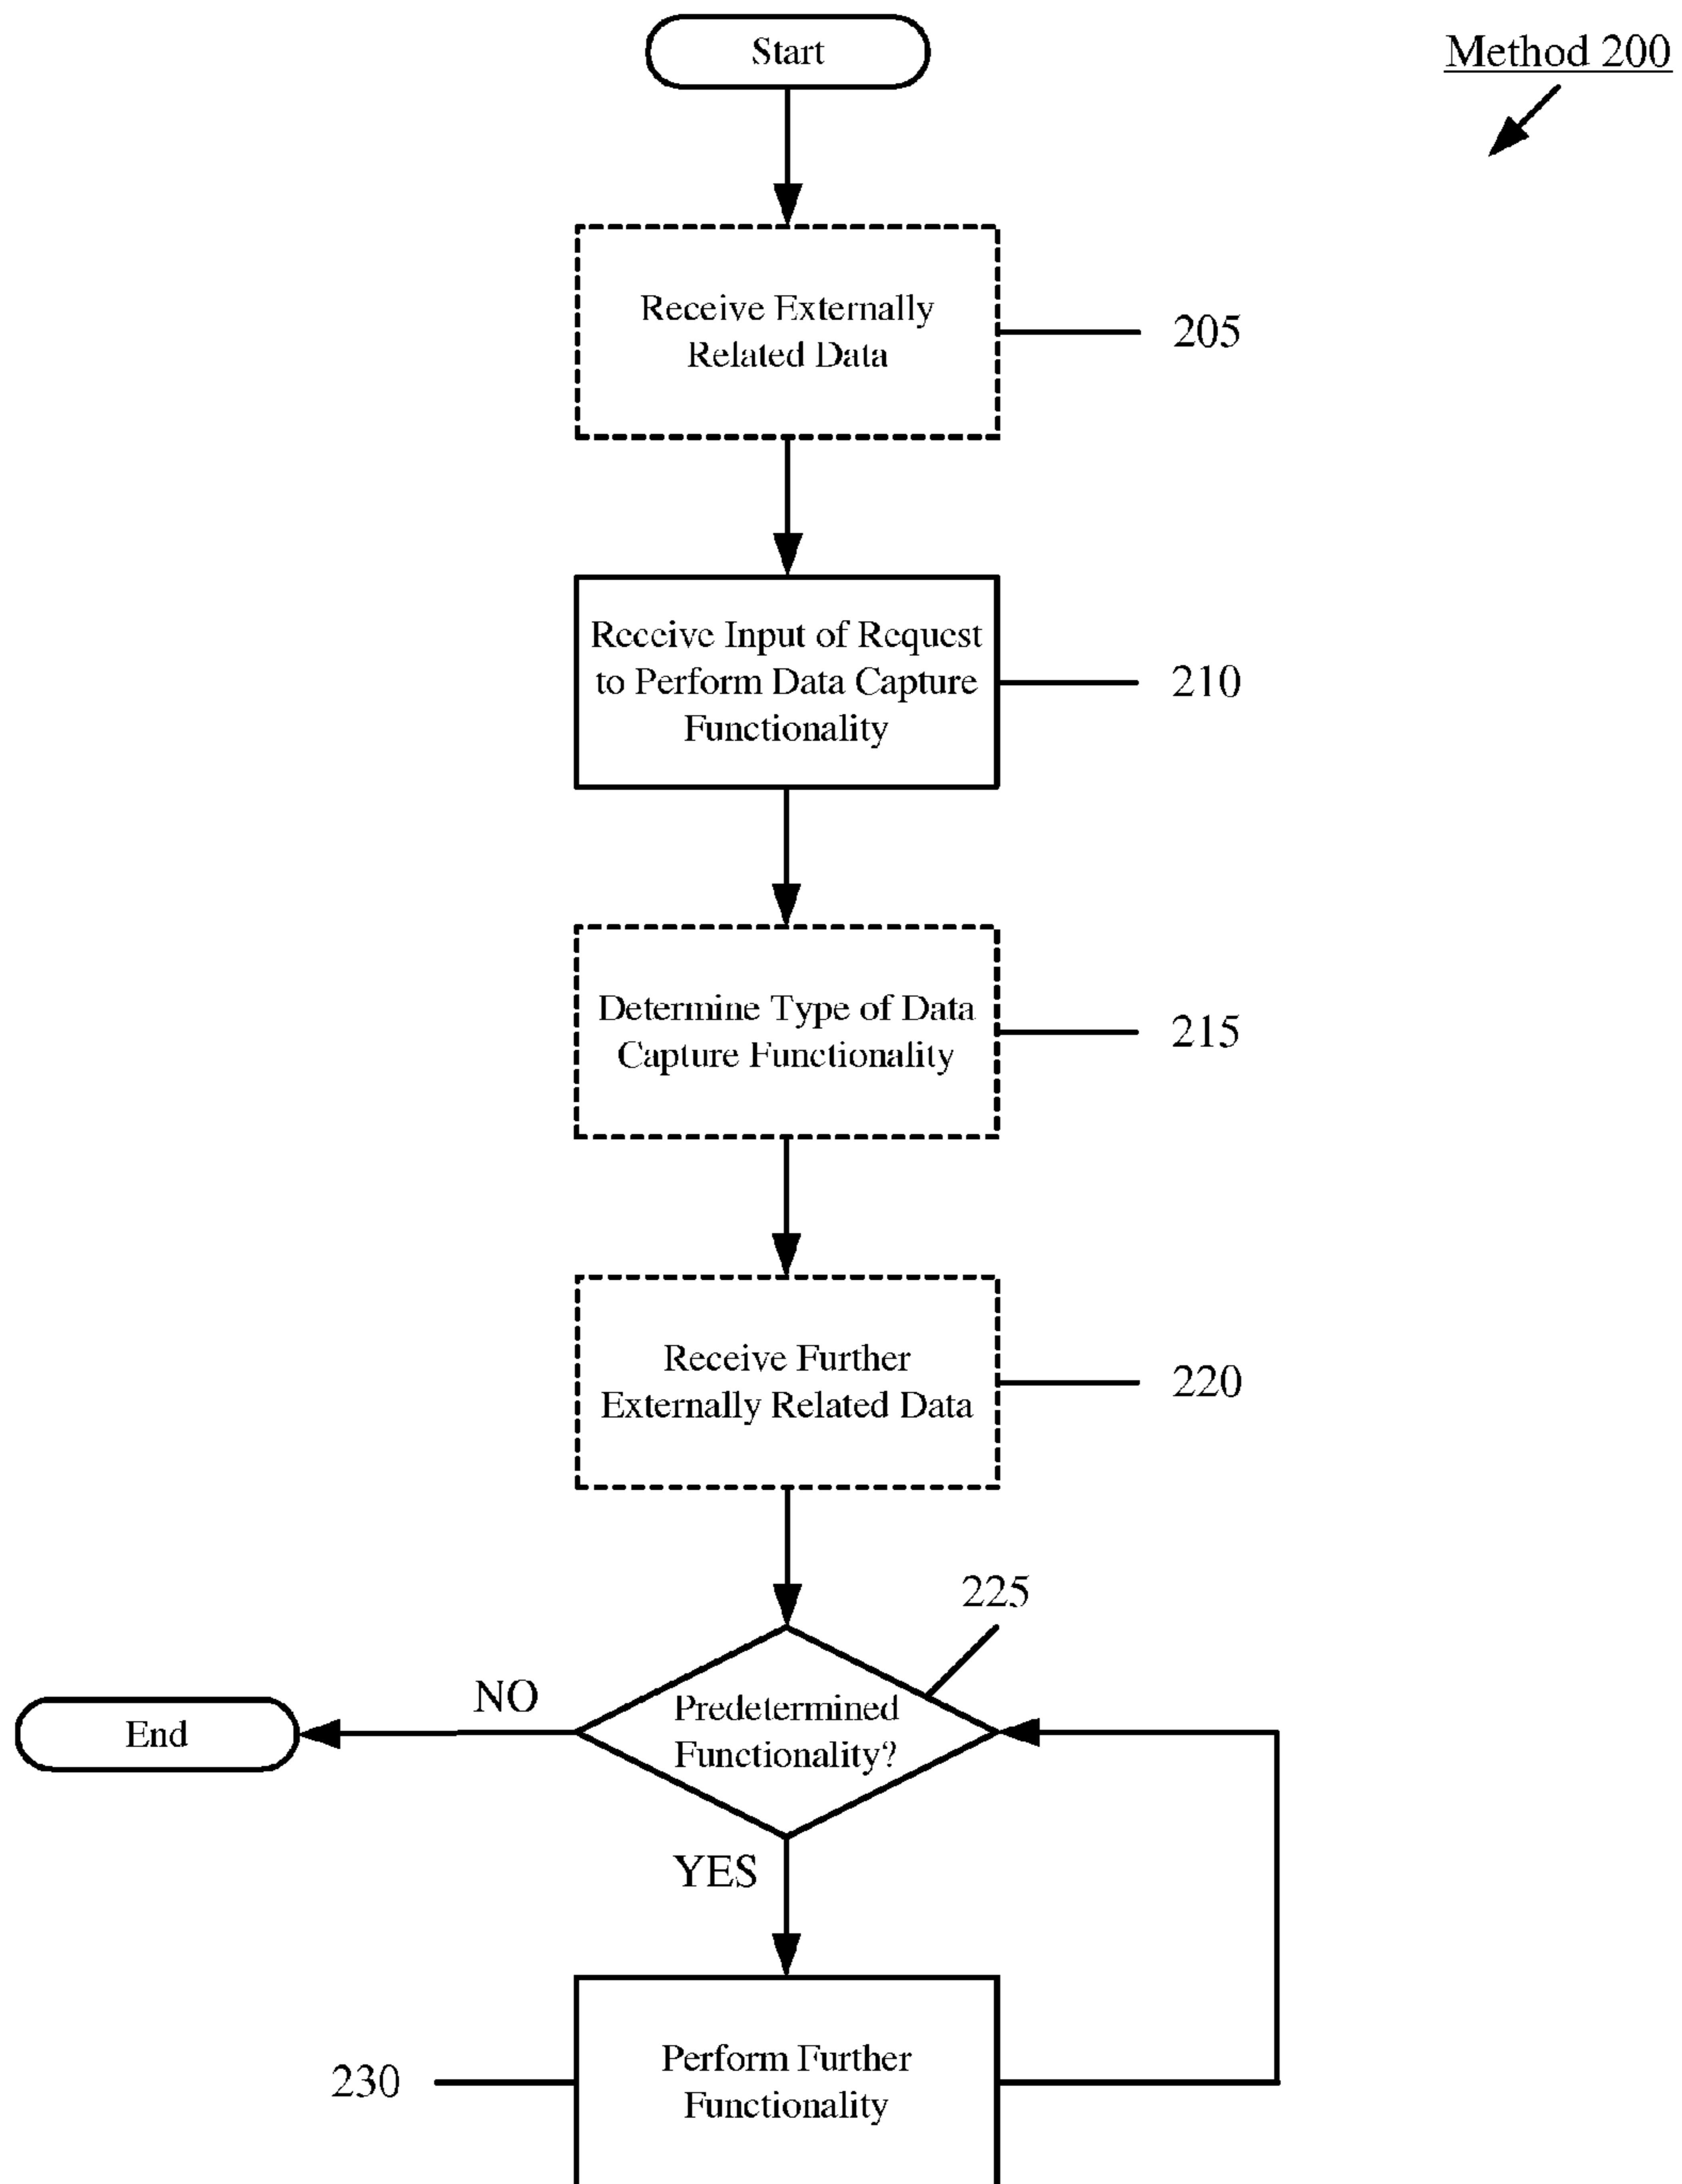 Start
Method 200
Receive Externally
Related Data
205
Receive Input of Request
to Perform Data Capture
Functionality
210
Determine Type of Data
Capture Functionality
215
Receive Further
Externally Related Data
220
225
NO
Predetermined
Functionality?
End
YES
Perform Further
Functionality
230